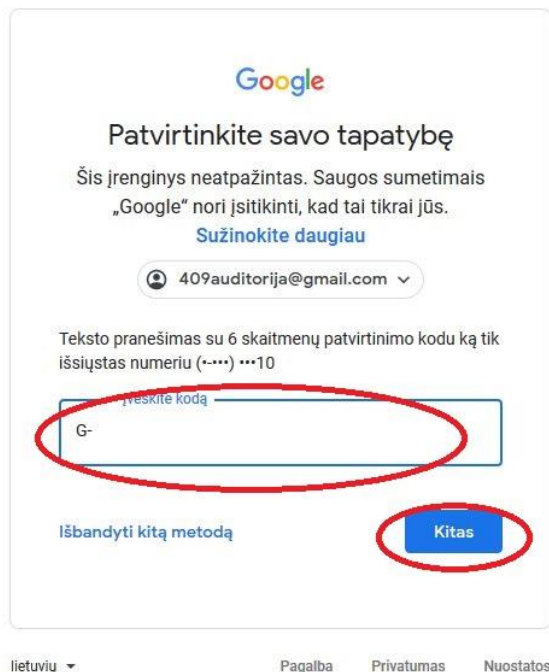 Google
Patvirtinkite savo tapatybę
Šis įrenginys neatpažintas. Saugos sumetimais
„Google“ nori įsitikinti, kad tai tikrai jūs.
Sužinokite daugiau
409auditorija@gmail.com
Teksto pranešimas su 6 skaitmenų patvirtinimo kodu ką tik
išsiųstas numeriu (•-•••) •••10
Įveskite kodą
G-
Išbandyti kitą metodą
Kitas
lietuvių
Pagalba Privatumas Nuostatos